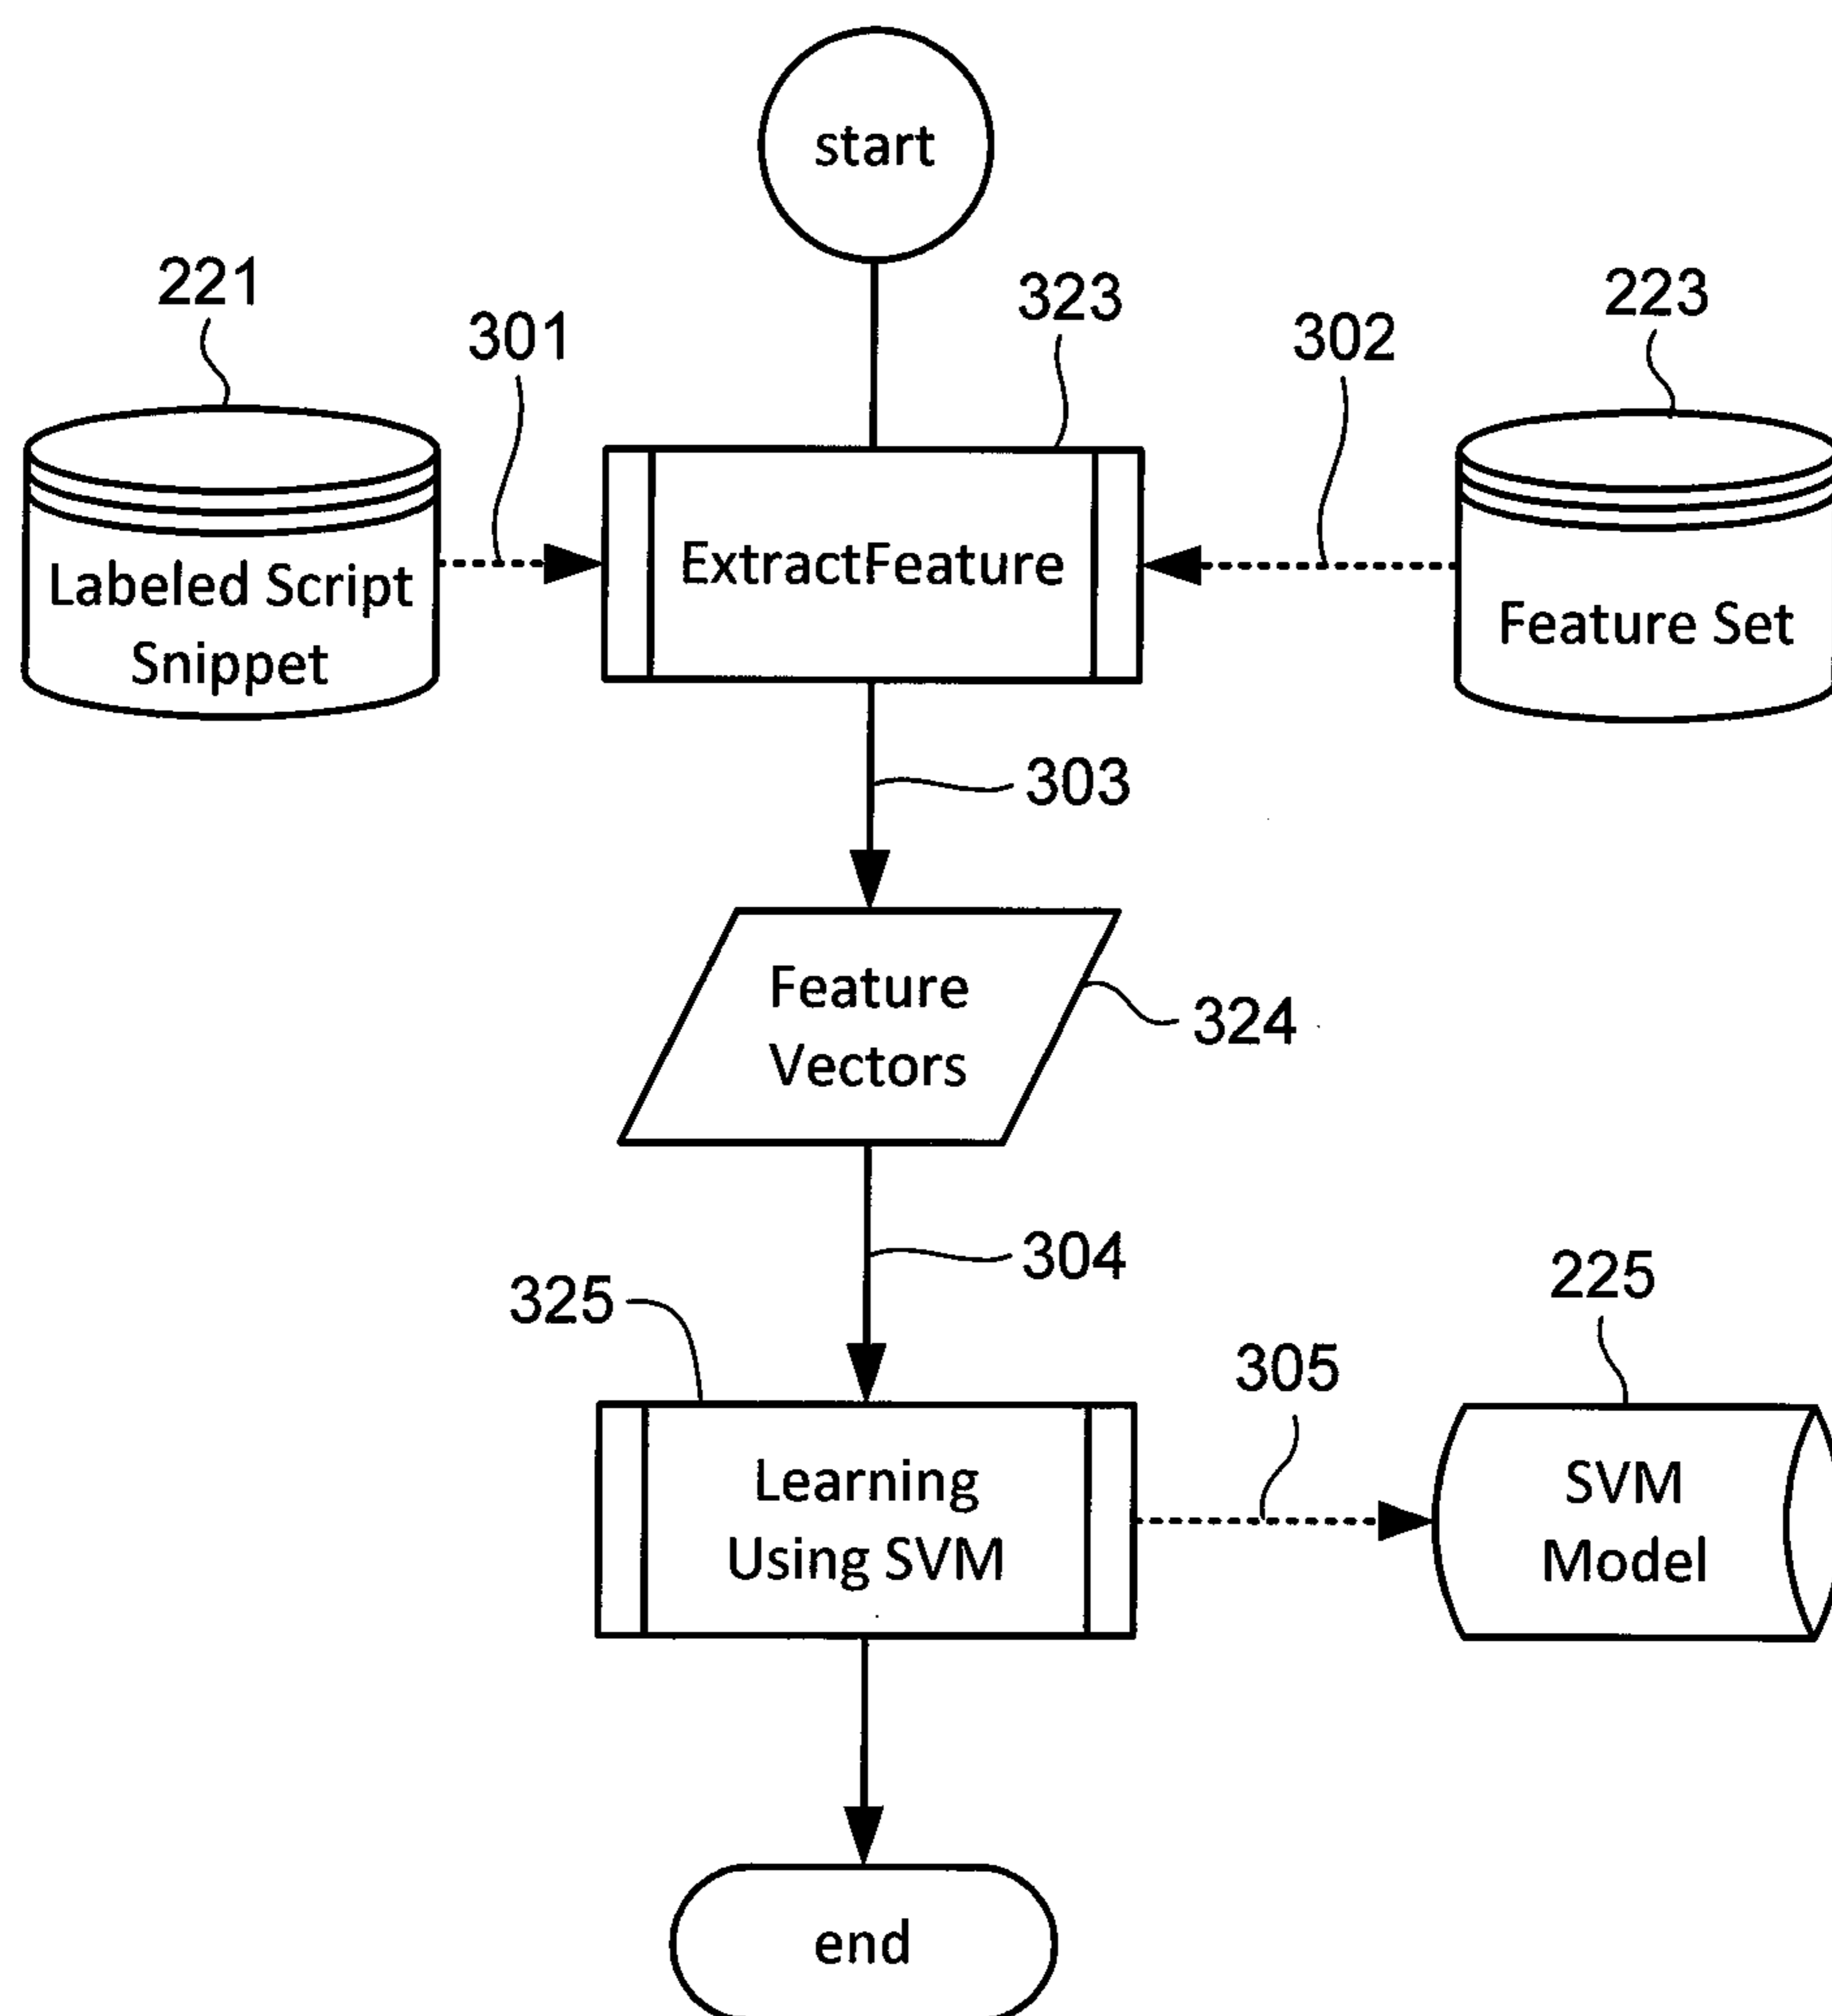 start
221
301
323
302
223
Labeled Script
Snippet
ExtractFeature
Feature Set
303
Feature
Vectors
324
304
325
305
225
Learning
Using SVM
SVM
Model
end